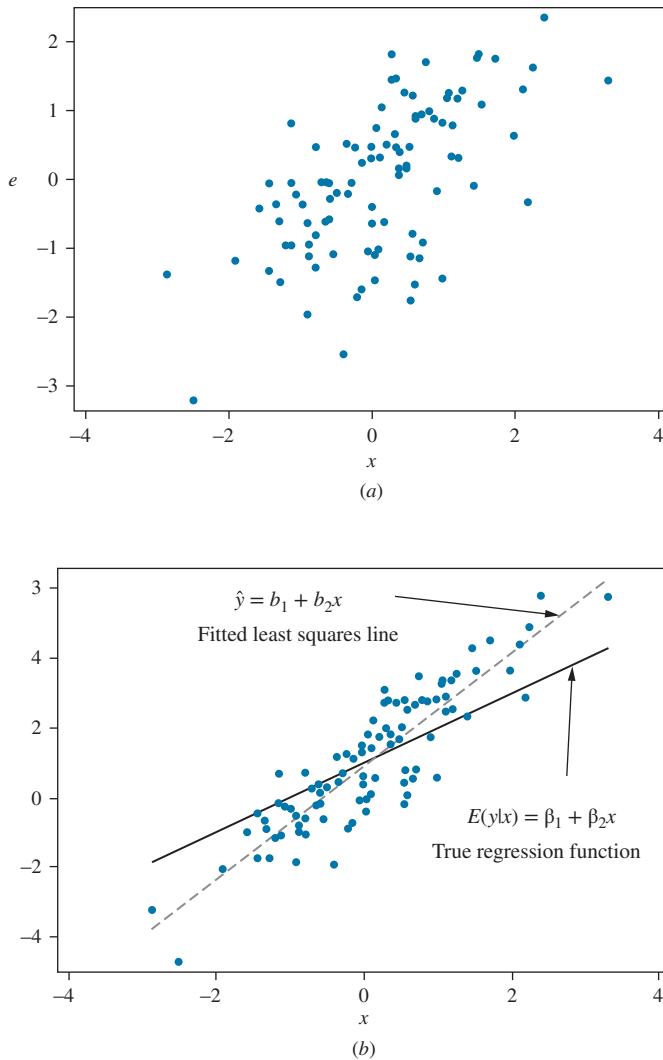 2
1
0
−1
−2
−3
e
−4
−2
0
2
4
x
(a)
3
4
2
0
−2
−4
ŷ = b₁ + b₂x
Fitted least squares line
E(y|x) = β₁ + β₂x
True regression function
−4
−2
0
2
4
x
(b)